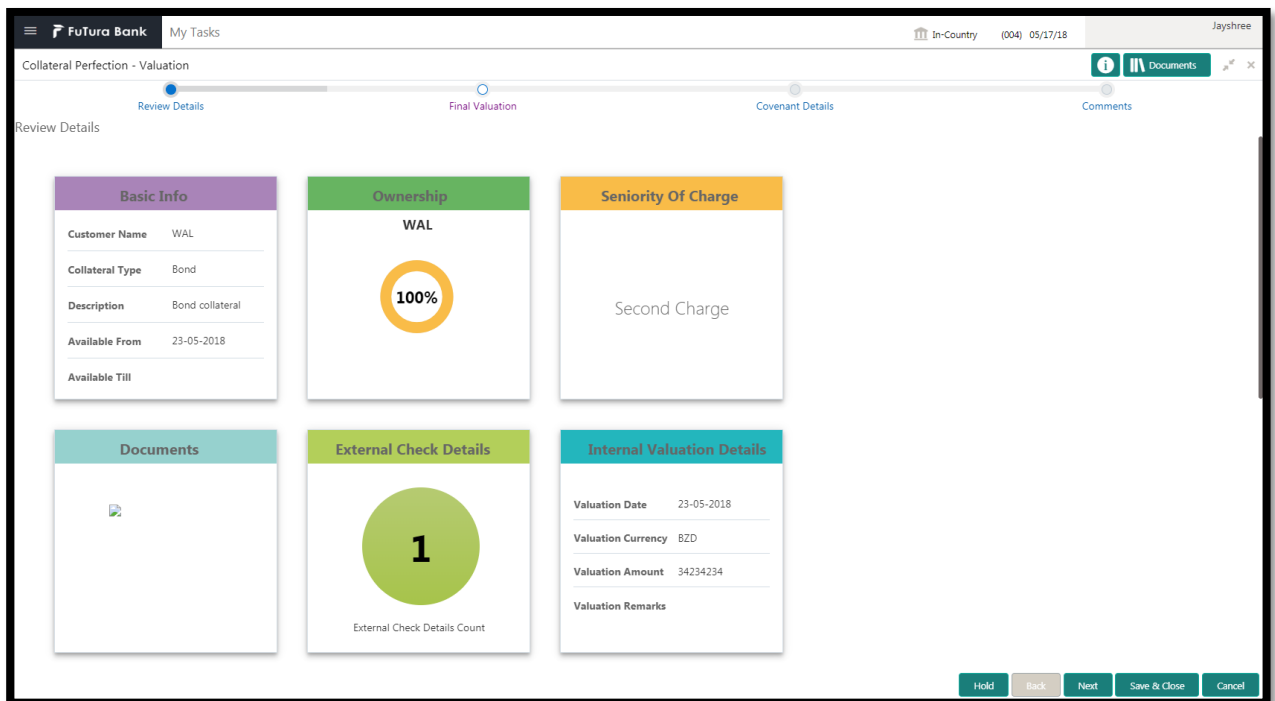 FuTura Bank My Tasks In-Country (004) 05/17/18 Jayshree
Collateral Perfection - Valuation Documents
Review Details Final Valuation Covenant Details Comments
Review Details
Basic Info
Customer Name WAL
Collateral Type Bond
Description Bond collateral
Available From 23-05-2018
Available Till
Ownership
WAL
100%
Seniority Of Charge
Second Charge
Documents
External Check Details
1
External Check Details Count
Internal Valuation Details
Valuation Date 23-05-2018
Valuation Currency BZD
Valuation Amount 34234234
Valuation Remarks
Hold Back Next Save & Close Cancel